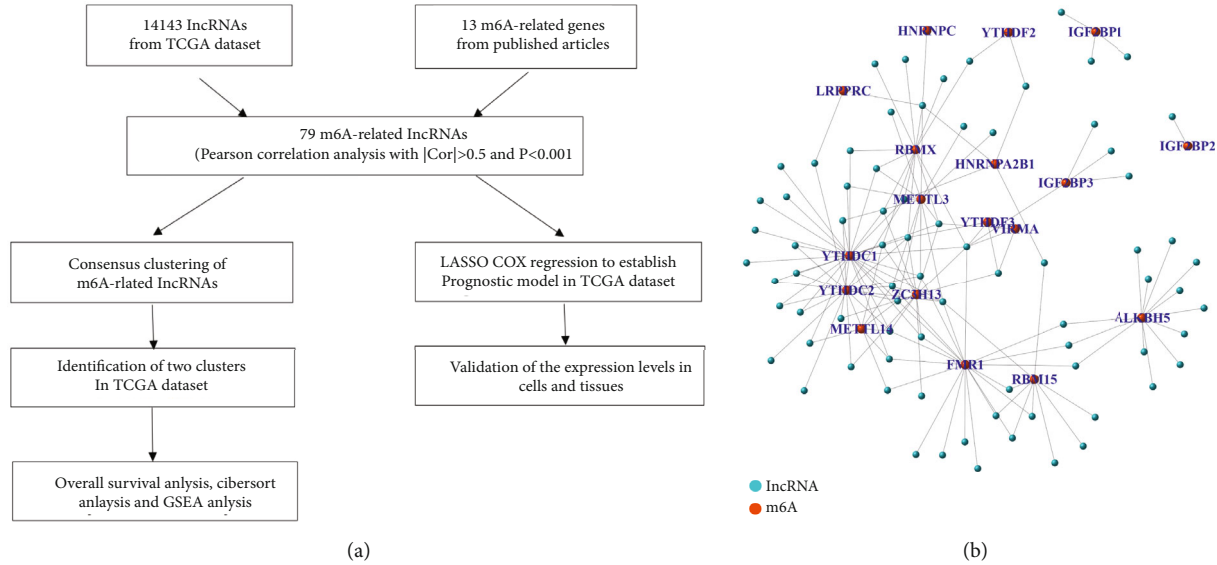 14143 IncRNAs
from TCGA dataset
13 m6A-related genes
from published articles
79 m6A-related IncRNAs
(Pearson correlation analysis with |Cor|>0.5 and P<0.001
Consensus clustering of
m6A-rlated IncRNAs
LASSO COX regression to establish
Prognostic model in TCGA dataset
Identification of two clusters
In TCGA dataset
Validation of the expression levels in
cells and tissues
Overall survival anlysis, cibersort
anlaysis and GSEA anlysis
(a)
HNRNPC
YTHDF2
IGF2BP1
LRPPRC
RBMX
HNRNPA2B1
IGF2BP2
IGF2BP3
METTL3
YTHDF3
VIRMA
YTHDC1
YTHDC2
ZC3H13
METTL14
ALKBH5
FMR1
RBM15
IncRNA
m6A
(b)